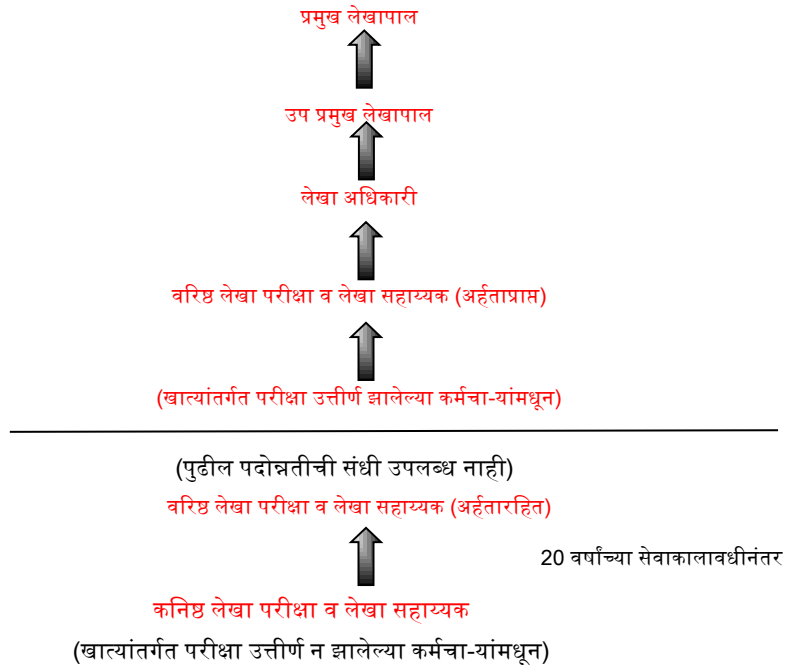 प्रमुख लेखापाल
उप प्रमुख लेखापाल
लेखा अधिकारी
वरिष्ठ लेखा परीक्षा व लेखा सहाय्यक (अर्हताप्राप्त)
(खात्यांतर्गत परीक्षा उत्तीर्ण झालेल्या कर्मचा-यांमधून)
(पुढील पदोन्नतीची संधी उपलब्ध नाही)
वरिष्ठ लेखा परीक्षा व लेखा सहाय्यक (अर्हतारहित)
20 वर्षांच्या सेवाकालावधीनंतर
कनिष्ठ लेखा परीक्षा व लेखा सहाय्यक
(खात्यांतर्गत परीक्षा उत्तीर्ण न झालेल्या कर्मचा-यांमधून)